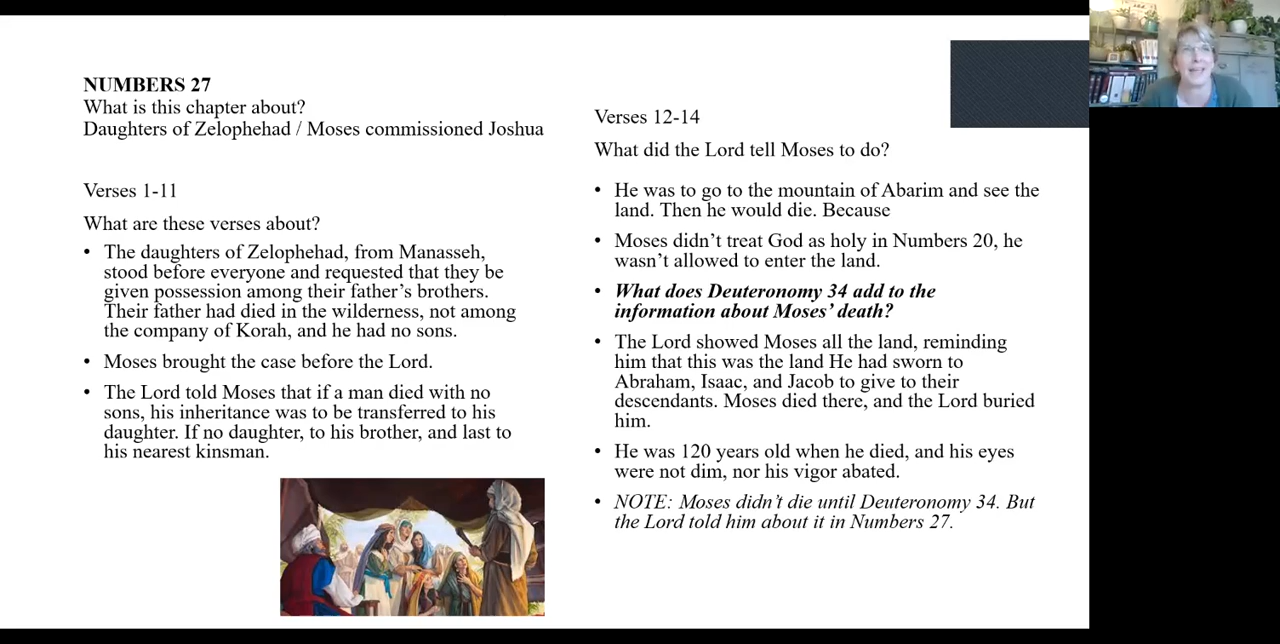 NUMBERS 27
What is this chapter about?
Daughters of Zelophehad / Moses commissioned Joshua
Verses 1-11
What are these verses about?
• The daughters of Zelophehad, from Manasseh,
stood before everyone and requested that they be
given possession among their father’s brothers.
Their father had died in the wilderness, not among
the company of Korah, and he had no sons.
• Moses brought the case before the Lord.
• The Lord told Moses that if a man died with no
sons, his inheritance was to be transferred to his
daughter. If no daughter, to his brother, and last to
his nearest kinsman.
Verses 12-14
What did the Lord tell Moses to do?
• He was to go to the mountain of Abarim and see the
land. Then he would die. Because
• Moses didn’t treat God as holy in Numbers 20, he
wasn’t allowed to enter the land.
• What does Deuteronomy 34 add to the
information about Moses’ death?
• The Lord showed Moses all the land, reminding
him that this was the land He had sworn to
Abraham, Isaac, and Jacob to give to their
descendants. Moses died there, and the Lord buried
him.
• He was 120 years old when he died, and his eyes
were not dim, nor his vigor abated.
• NOTE: Moses didn’t die until Deuteronomy 34. But
the Lord told him about it in Numbers 27.